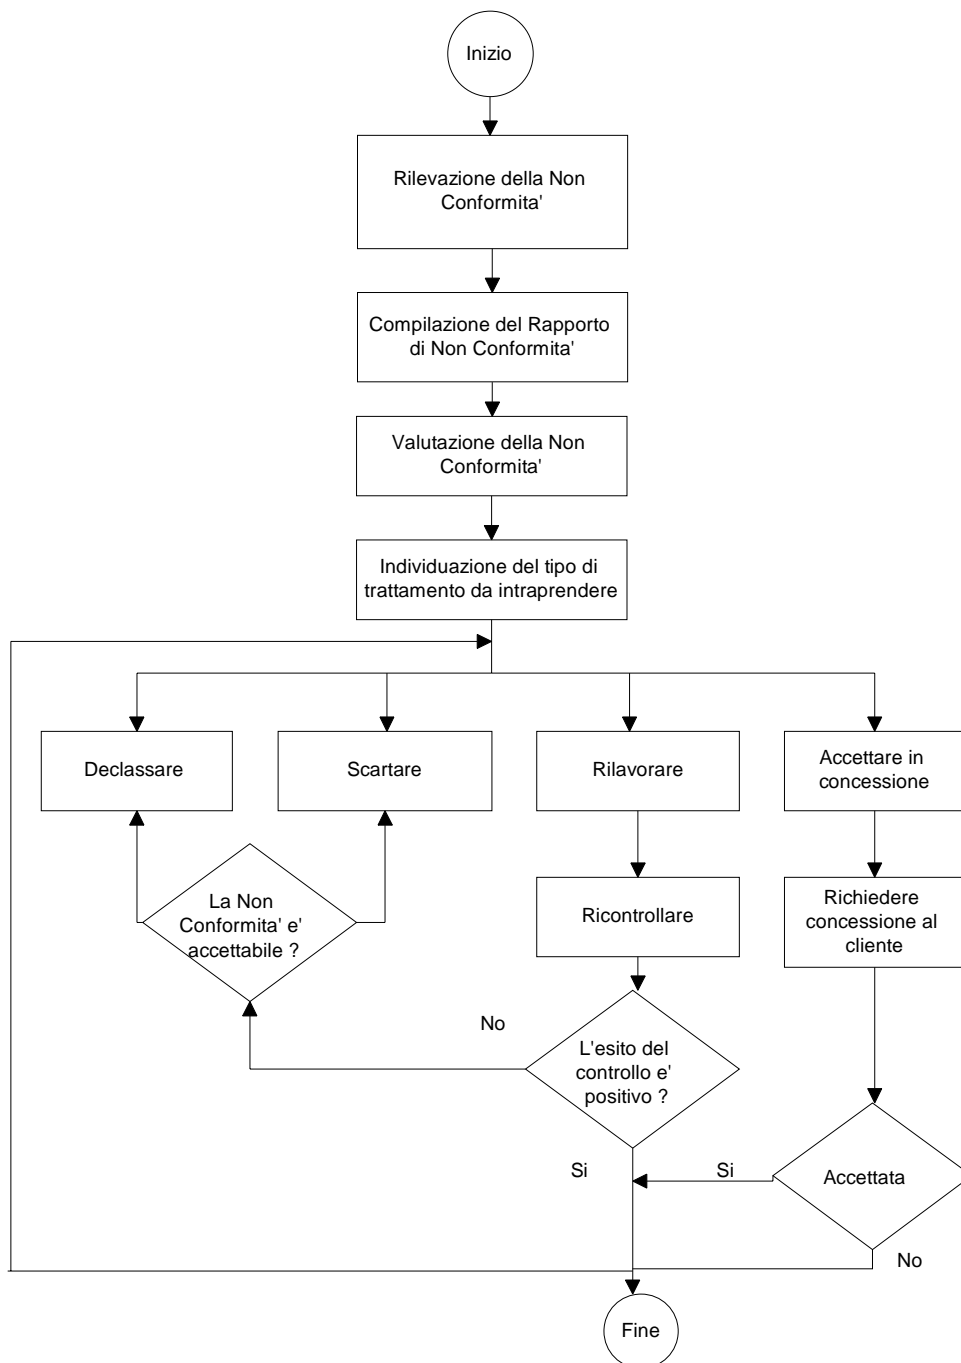 Inizio
Rilevazione della Non
Conformita'
Compilazione del Rapporto
di Non Conformita'
Valutazione della Non
Conformita'
Individuazione del tipo di
trattamento da intraprendere
Declassare
Scartare
Rilavorare
Accettare in
concessione
La Non
Conformita' e'
accettabile ?
Ricontrollare
Richiedere
concessione al
cliente
No
L'esito del
controllo e'
positivo ?
Si
Si
Accettata
No
Fine